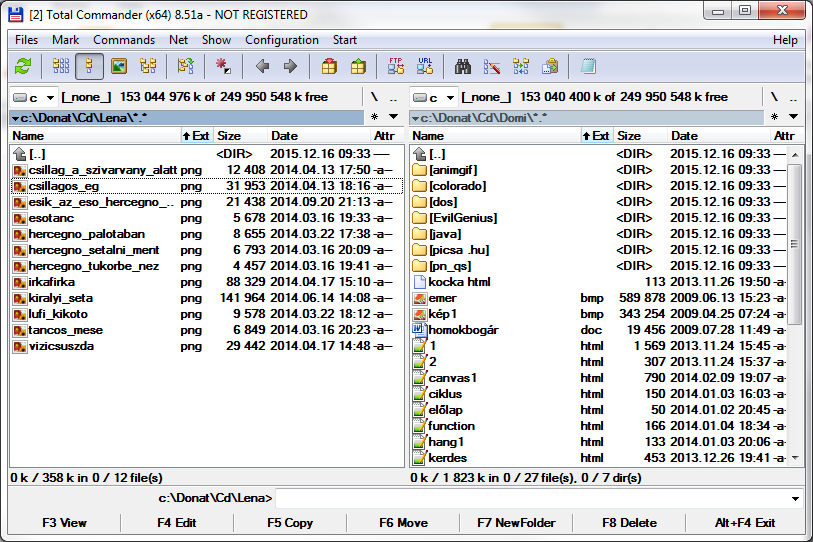 [2] Total Commander (x64) 8.51a - NOT REGISTERED
Files Mark Commands Net Show Configuration Start Help
FTP URL
c [_none_] 153 044 976 k of 249 950 548 k free \ ..
c:\Donat\Cd\Lena\*.* * 
Name Ext Size Date Attr
[..] <DIR> 2015.12.16 09:33 ----
csillag_a_szivarvany_alatt png 12 408 2014.04.13 17:50 -a--
csillagos_eg png 31 953 2014.04.13 18:16 -a--
esik_az_eso_hercegno_.. png 21 438 2014.09.20 21:13 -a--
esotanc png 5 678 2014.03.16 19:33 -a--
hercegno_palotaban png 8 655 2014.03.22 17:38 -a--
hercegno_setalni_ment png 6 793 2014.03.16 20:09 -a--
hercegno_tukorbe_nez png 4 457 2014.03.16 19:41 -a--
irkafirka png 88 329 2014.04.17 15:10 -a--
kiralyi_seta png 141 964 2014.06.14 14:08 -a--
lufi_kikoto png 9 578 2014.03.22 18:12 -a--
tancos_mese png 6 849 2014.03.16 20:23 -a--
vizicsuszda png 29 442 2014.04.17 14:48 -a--
0 k / 358 k in 0 / 12 file(s)
c [_none_] 153 040 400 k of 249 950 548 k free \ ..
c:\Donat\Cd\Domi\*.* *
Name Ext Size Date Attr
[..] <DIR> 2015.12.16 09:33 ----
[animgif] <DIR> 2015.12.16 09:33 ----
[colorado] <DIR> 2015.12.16 09:33 ----
[dos] <DIR> 2015.12.16 09:33 ----
[EvilGenius] <DIR> 2015.12.16 09:33 ----
[java] <DIR> 2015.12.16 09:33 ----
[picsa .hu] <DIR> 2015.12.16 09:33 ----
[pn_qs] <DIR> 2015.12.16 09:33 ----
kocka html 113 2013.11.26 19:50 -a-
emer bmp 589 878 2009.06.13 15:23 -a-
kép1 bmp 343 254 2009.04.25 07:24 -a-
homokbogár doc 19 456 2009.07.28 11:49 -a-
1 html 1 569 2013.11.24 15:45 -a-
2 html 307 2013.11.24 15:37 -a-
canvas1 html 790 2014.02.09 19:07 -a-
ciklus html 150 2014.01.03 16:03 -a-
előlap html 50 2014.01.02 20:45 -a-
function html 166 2014.01.04 18:34 -a-
hang1 html 133 2014.01.03 20:06 -a-
kerdes html 453 2013.12.26 19:41 -a-
0 k / 1 823 k in 0 / 27 file(s), 0 / 7 dir(s)
c:\Donat\Cd\Lena>
F3 View F4 Edit F5 Copy F6 Move F7 NewFolder F8 Delete Alt+F4 Exit